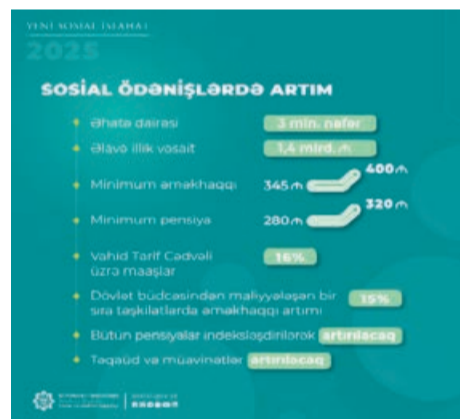 YENİ SOSİAL İSLAHAT
2025
SOSİAL ÖDƏNİŞLƏRDƏ ARTIM
Əhatə dairəsi 3 mln. nəfər
Əlavə illik vəsait 1,4 mlrd. ₼
Minimum əməkhaqqı 345 ₼ 400 ₼
Minimum pensiya 280 ₼ 320 ₼
Vahid Tarif Cədvəli 16%
üzrə maaşlar
Dövlət büdcəsindən maliyyələşən bir 15%
sıra təşkilatlarda əməkhaqqı artımı
Bütün pensiyalar indeksləşdirilərək artırılacaq
Təqaüd və müavinətlər artırılacaq